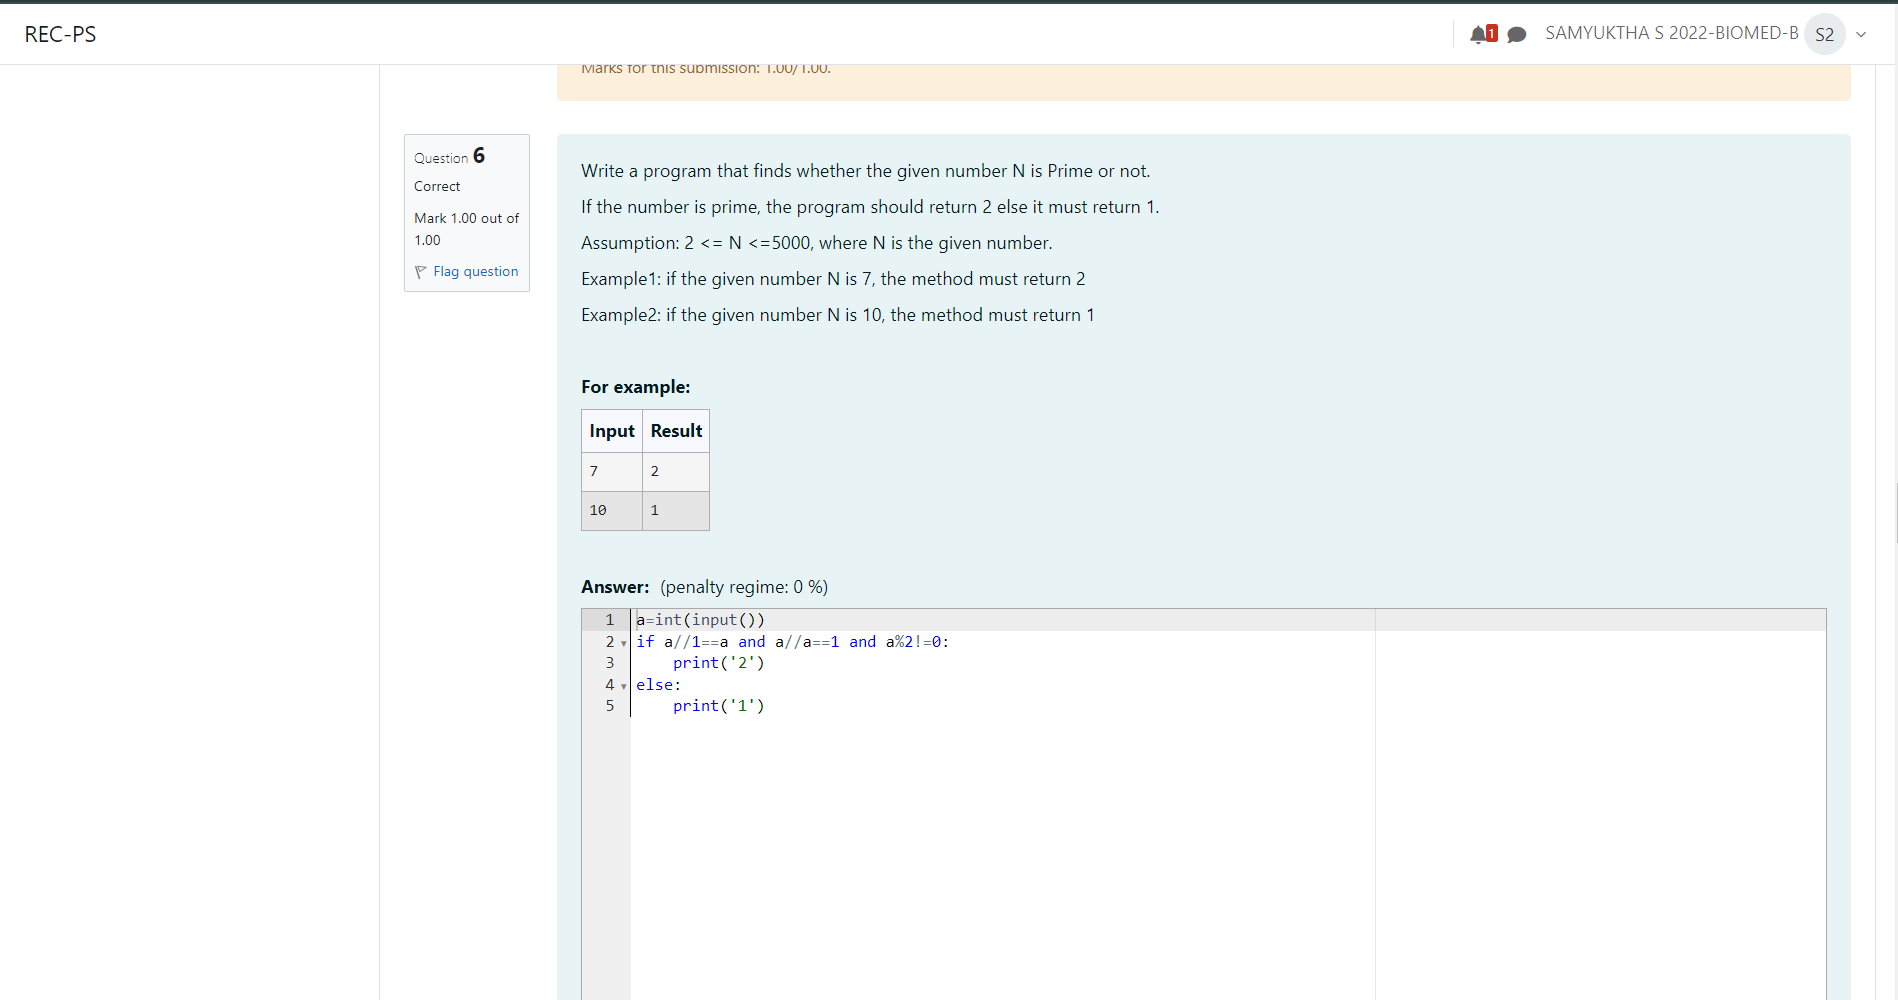 REC-PS
1
SAMYUKTHA S 2022-BIOMED-B
S2
Marks for this submission: 1.00/1.00.
Question 6
Correct
Mark 1.00 out of
1.00
Flag question
Write a program that finds whether the given number N is Prime or not.
If the number is prime, the program should return 2 else it must return 1.
Assumption: 2 <= N <=5000, where N is the given number.
Example1: if the given number N is 7, the method must return 2
Example2: if the given number N is 10, the method must return 1
For example:
Input Result
7 2
10 1
Answer: (penalty regime: 0 %)
1 a=int(input())
2 if a//1==a and a//a==1 and a%2!=0:
3     print('2')
4 else:
5     print('1')